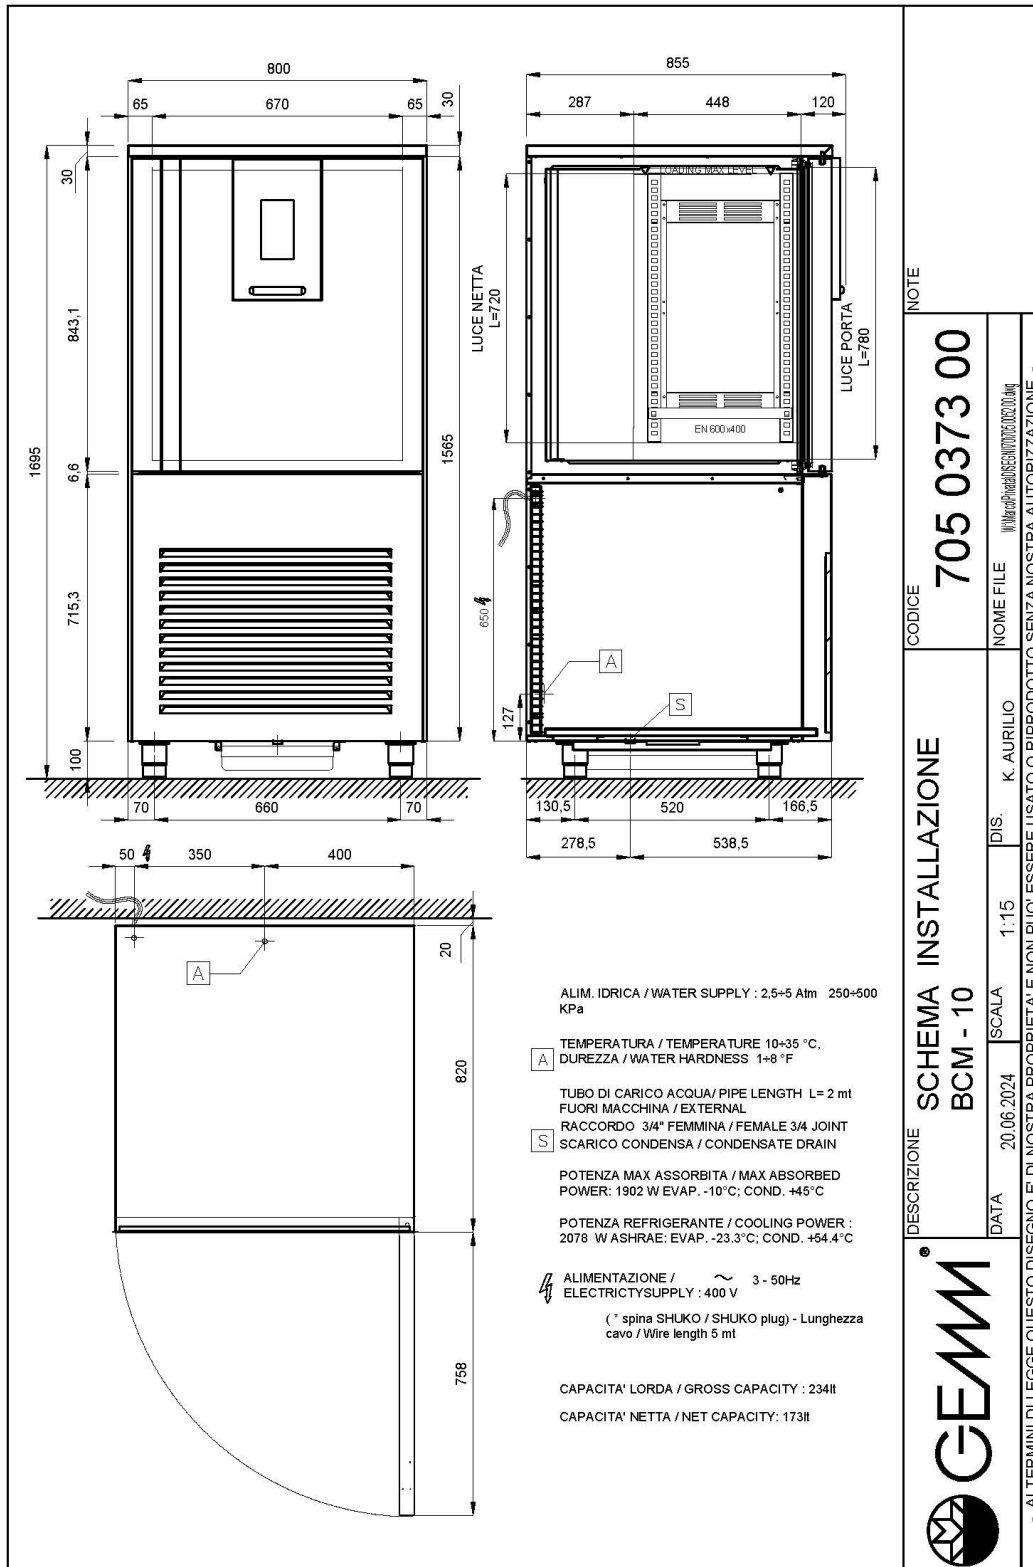 800
65
670
65
30
30
843,1
1695
1565
6,6
715,3
100
70
660
70
855
287
448
120
LOADING MAX LEVEL
LUCE NETTA
L=720
LUCE PORTA
L=780
EN 600x400
650
A
S
127
130,5
520
166,5
278,5
538,5
50
350
400
A
20
820
758
ALIM. IDRICA / WATER SUPPLY : 2,5÷5 Atm 250÷500
KPa
A
TEMPERATURA / TEMPERATURE 10÷35 °C,
DUREZZA / WATER HARDNESS 1÷8 °F
TUBO DI CARICO ACQUA/ PIPE LENGTH L= 2 mt
FUORI MACCHINA / EXTERNAL
RACCORDO 3/4" FEMMINA / FEMALE 3/4 JOINT
S
SCARICO CONDENSA / CONDENSATE DRAIN
POTENZA MAX ASSORBITA / MAX ABSORBED
POWER: 1902 W EVAP. -10°C; COND. +45°C
POTENZA REFRIGERANTE / COOLING POWER :
2078 W ASHRAE: EVAP. -23.3°C; COND. +54.4°C
ALIMENTAZIONE / ~ 3 - 50Hz
ELECTRICTYSUPPLY : 400 V
( * spina SHUKO / SHUKO plug) - Lunghezza
cavo / Wire length 5 mt
CAPACITA' LORDA / GROSS CAPACITY : 234lt
CAPACITA' NETTA / NET CAPACITY: 173lt
NOTE
CODICE
705 0373 00
NOME FILE
DESCRIZIONE
SCHEMA INSTALLAZIONE
BCM - 10
DATA
20.06.2024
SCALA
1:15
DIS.
K. AURILIO
GEMM ®
AI TERMINI DI LEGGE QUESTO DISEGNO E' DI NOSTRA PROPRIETA' E NON PUO' ESSERE USATO O RIPRODOTTO SENZA NOSTRA AUTORIZZAZIONE